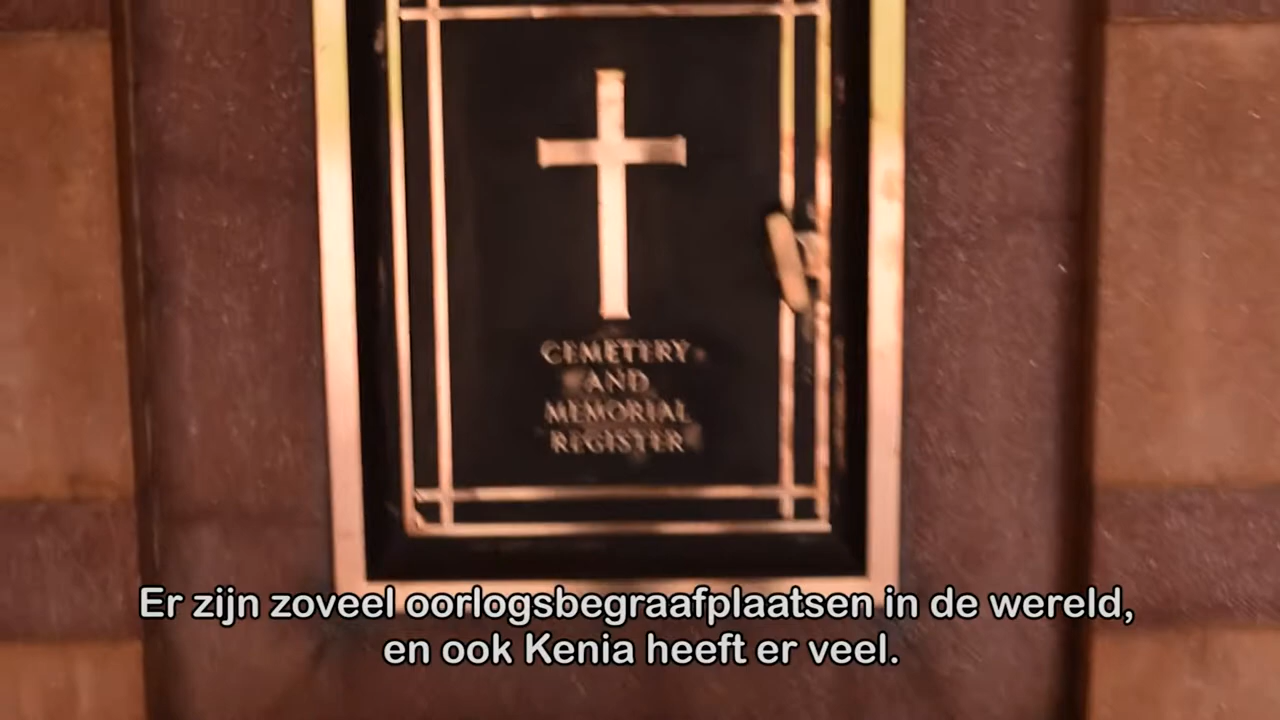 CEMETERY
AND
MEMORIAL
REGISTER
Er zijn zoveel oorlogsbegraafplaatsen in de wereld,
en ook Kenia heeft er veel.